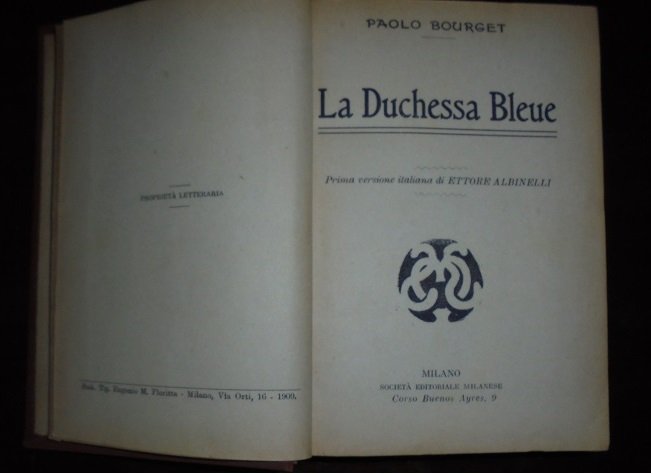 PROPRIETÀ LETTERARIA
Stab. Tip. Eugenio M. Floritta - Milano, Via Orti, 16 - 1909.
PAOLO BOURGET
La Duchessa Bleue
Prima versione italiana di ETTORE ALBINELLI
MILANO
SOCIETÀ EDITORIALE MILANESE
Corso Buenos Ayres, 9